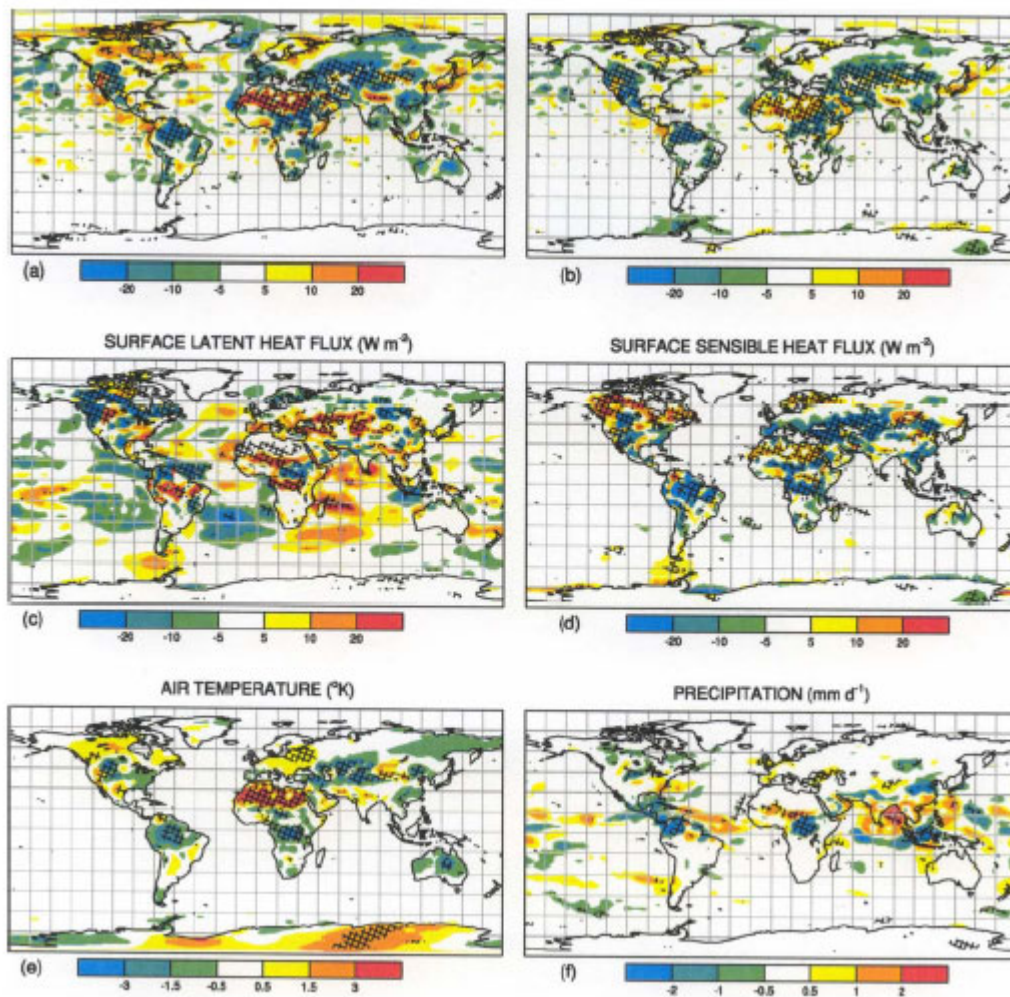 (a)
-20 -10 -5 5 10 20
(b)
-20 -10 -5 5 10 20
SURFACE LATENT HEAT FLUX (W m⁻²)
SURFACE SENSIBLE HEAT FLUX (W m⁻²)
(c)
-20 -10 -5 5 10 20
(d)
-20 -10 -5 5 10 20
AIR TEMPERATURE (°K)
PRECIPITATION (mm d⁻¹)
(e)
-3 -1.5 -0.5 0.5 1.5 3
(f)
-2 -1 -0.5 0.5 1 2